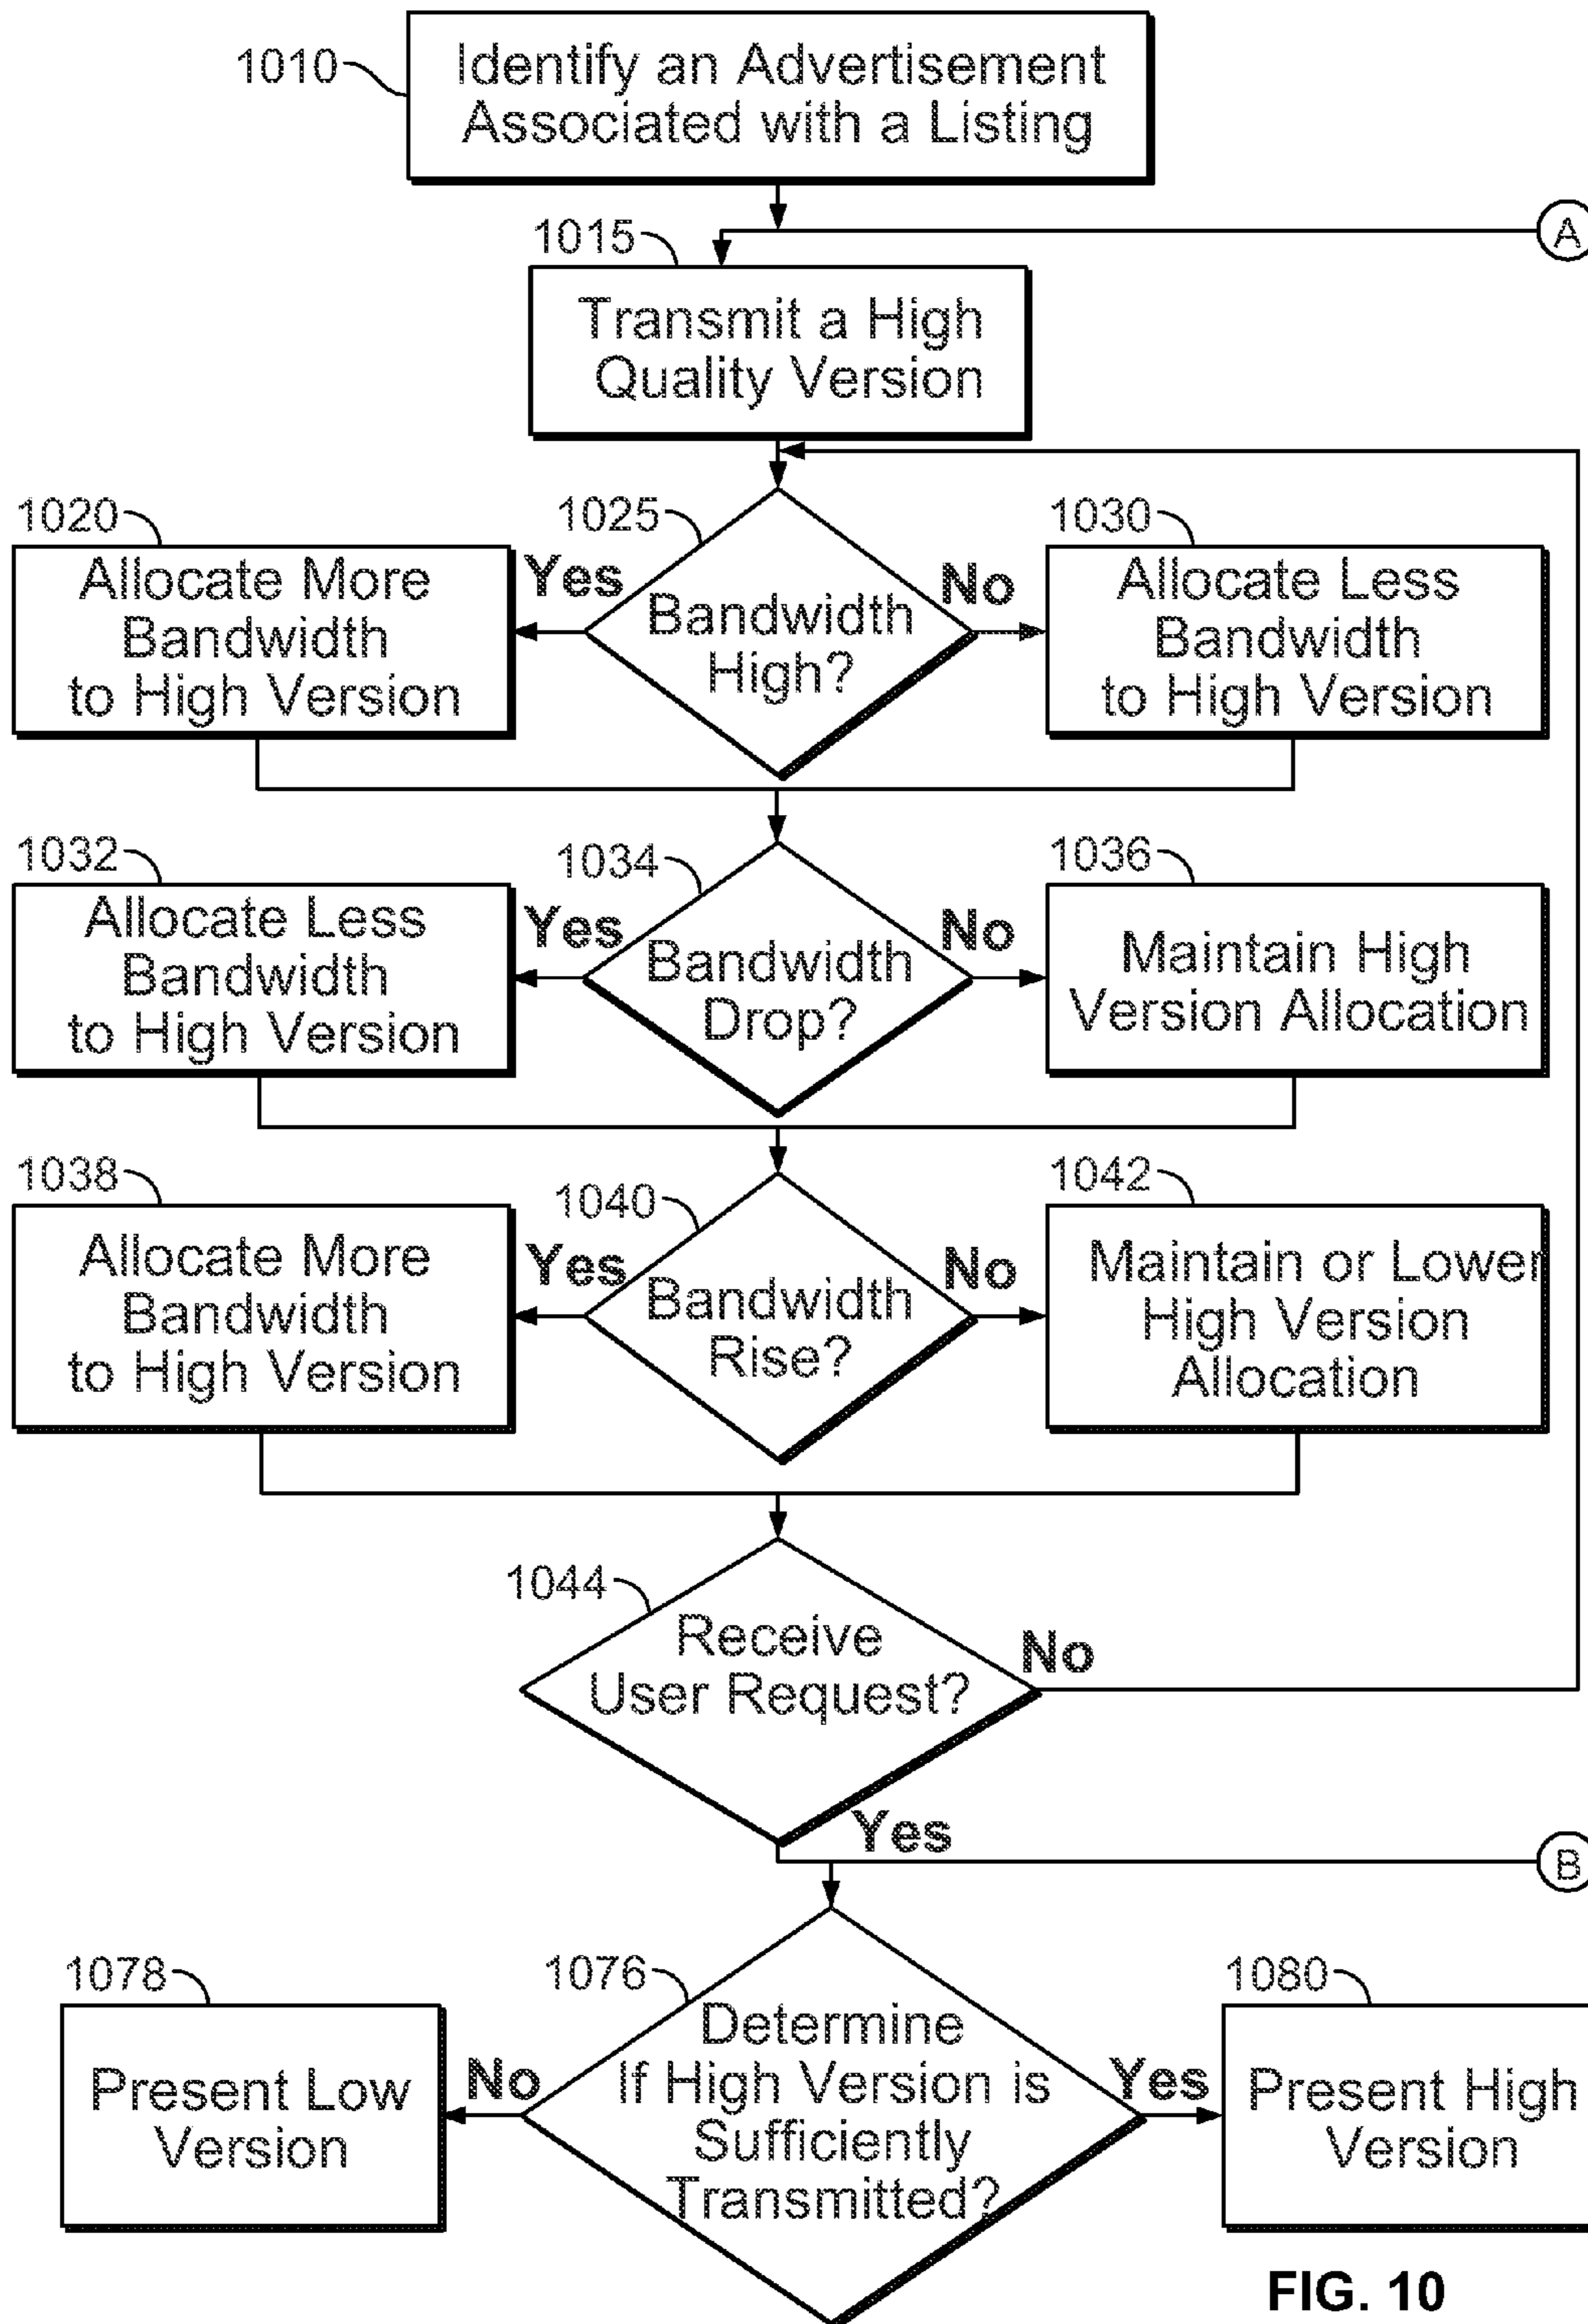 1010
Identify an Advertisement
Associated with a Listing
A
1015
Transmit a High
Quality Version
1020
Allocate More
Bandwidth
to High Version
Yes
1025
Bandwidth
High?
No
1030
Allocate Less
Bandwidth
to High Version
1032
Allocate Less
Bandwidth
to High Version
Yes
1034
Bandwidth
Drop?
No
1036
Maintain High
Version Allocation
1038
Allocate More
Bandwidth
to High Version
Yes
1040
Bandwidth
Rise?
No
1042
Maintain or Lower
High Version
Allocation
1044
Receive
User Request?
No
Yes
B
1078
Present Low
Version
No
1076
Determine
If High Version is
Sufficiently
Transmitted?
Yes
1080
Present High
Version
FIG. 10